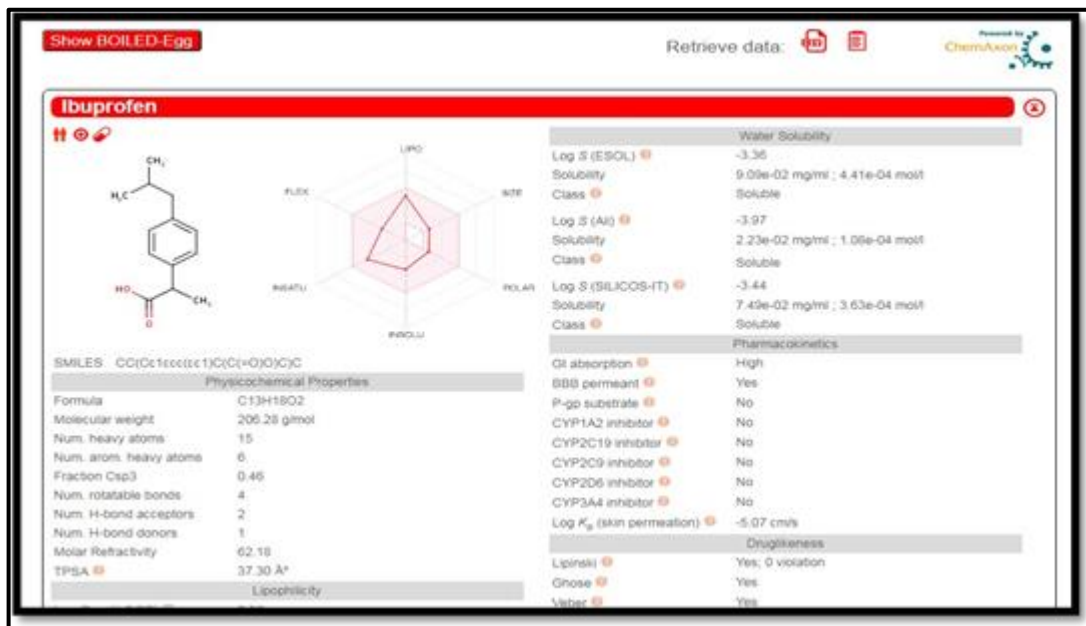 Show BOILED-Egg
Retrieve data:
Powered by
ChemAxon
Ibuprofen
LIPO
FLEX
SIZE
INSATU
POLAR
INSOLU
CH₃
H₃C
HO
CH₃
O
SMILES CC(Cc1ccc(cc1)C(C(=O)O)C)C
Physicochemical Properties
Formula C13H18O2
Molecular weight 206.28 g/mol
Num. heavy atoms 15
Num. arom. heavy atoms 6
Fraction Csp3 0.46
Num. rotatable bonds 4
Num. H-bond acceptors 2
Num. H-bond donors 1
Molar Refractivity 62.18
TPSA 37.30 Å²
Lipophilicity
Water Solubility
Log S (ESOL) -3.36
Solubility 9.09e-02 mg/ml ; 4.41e-04 mol/l
Class Soluble
Log S (Ali) -3.97
Solubility 2.23e-02 mg/ml ; 1.08e-04 mol/l
Class Soluble
Log S (SILICOS-IT) -3.44
Solubility 7.49e-02 mg/ml ; 3.63e-04 mol/l
Class Soluble
Pharmacokinetics
GI absorption High
BBB permeant Yes
P-gp substrate No
CYP1A2 inhibitor No
CYP2C19 inhibitor No
CYP2C9 inhibitor No
CYP2D6 inhibitor No
CYP3A4 inhibitor No
Log Kp (skin permeation) -5.07 cm/s
Druglikeness
Lipinski Yes; 0 violation
Ghose Yes
Veber Yes